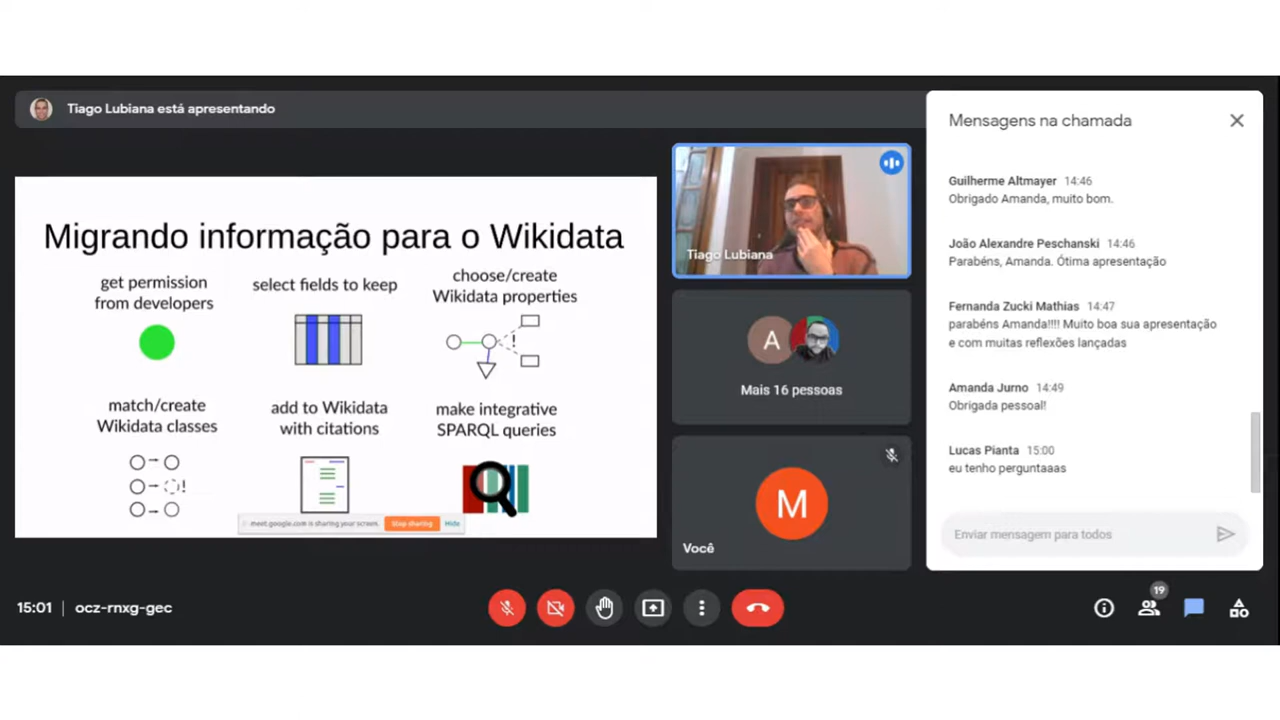 Tiago Lubiana está apresentando
Migrando informação para o Wikidata
get permission
from developers
select fields to keep
choose/create
Wikidata properties
!
match/create
Wikidata classes
!
add to Wikidata
with citations
make integrative
SPARQL queries
meet.google.com is sharing your screen.
Stop sharing
Hide
Tiago Lubiana
A
Mais 16 pessoas
M
Você
Mensagens na chamada
Guilherme Altmayer 14:46
Obrigado Amanda, muito bom.
João Alexandre Peschanski 14:46
Parabéns, Amanda. Ótima apresentação
Fernanda Zucki Mathias 14:47
parabéns Amanda!!!! Muito boa sua apresentação
e com muitas reflexões lançadas
Amanda Jurno 14:49
Obrigada pessoal!
Lucas Pianta 15:00
eu tenho perguntaaas
Enviar mensagem para todos
15:01 | ocz-rnxg-gec
19